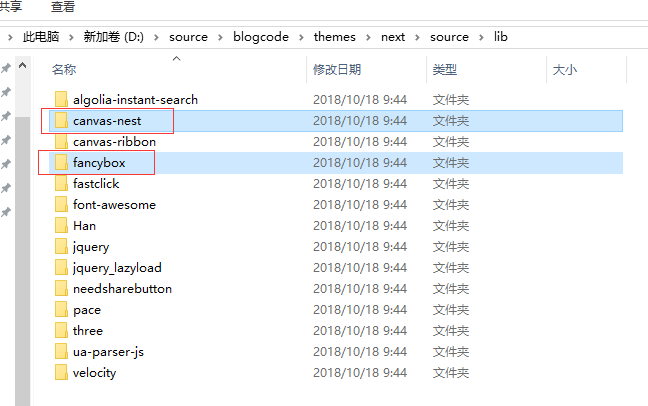 共享 查看
此电脑 新加卷 (D:) source blogcode themes next source lib
名称 修改日期 类型 大小
algolia-instant-search 2018/10/18 9:44 文件夹
canvas-nest 2018/10/18 9:44 文件夹
canvas-ribbon 2018/10/18 9:44 文件夹
fancybox 2018/10/18 9:44 文件夹
fastclick 2018/10/18 9:44 文件夹
font-awesome 2018/10/18 9:44 文件夹
Han 2018/10/18 9:44 文件夹
jquery 2018/10/18 9:44 文件夹
jquery_lazyload 2018/10/18 9:44 文件夹
needsharebutton 2018/10/18 9:44 文件夹
pace 2018/10/18 9:44 文件夹
three 2018/10/18 9:44 文件夹
ua-parser-js 2018/10/18 9:44 文件夹
velocity 2018/10/18 9:44 文件夹